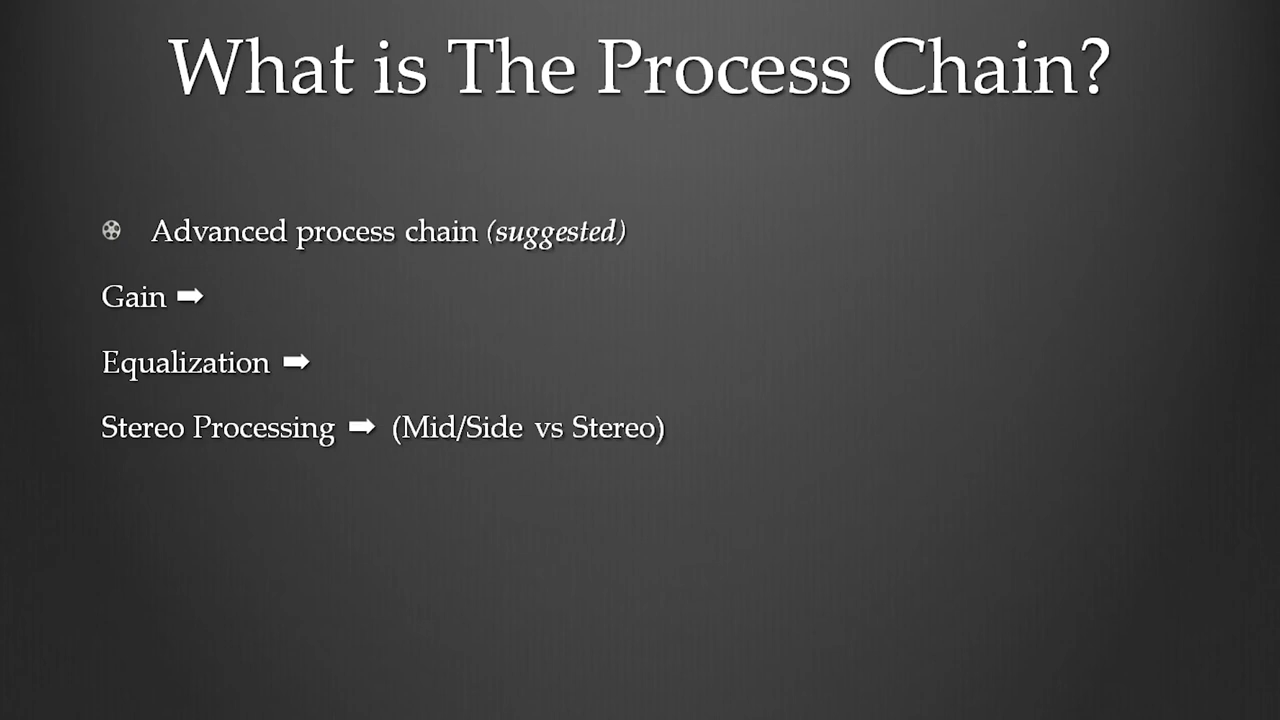 What is The Process Chain?
Advanced process chain (suggested)
Gain ➡
Equalization ➡
Stereo Processing ➡ (Mid/Side vs Stereo)